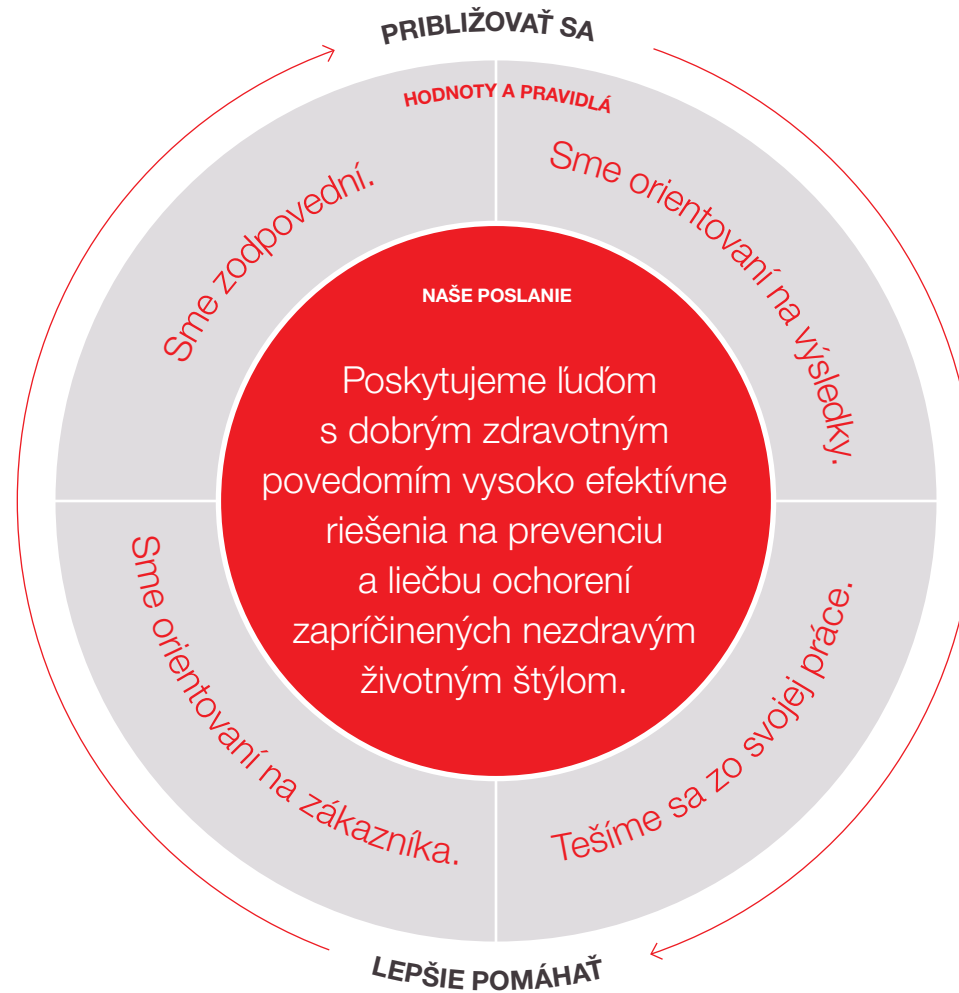 PRIBLIŽOVAŤ SA
HODNOTY A PRAVIDLÁ
Sme zodpovední.
Sme orientovaní na výsledky.
NAŠE POSLANIE
Poskytujeme ľuďom
s dobrým zdravotným
povedomím vysoko efektívne
riešenia na prevenciu
a liečbu ochorení
zapríčinených nezdravým
životným štýlom.
Sme orientovaní na zákazníka.
Tešíme sa zo svojej práce.
LEPŠIE POMÁHAŤ